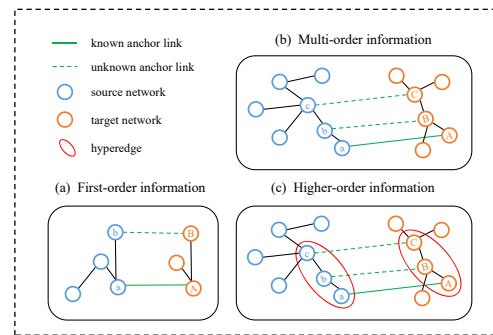 known anchor link
unknown anchor link
source network
target network
hyperedge
(b) Multi-order information
c
C
b
B
a
A
(a) First-order information
b
B
a
A
(c) Higher-order information
c
C
b
B
a
A